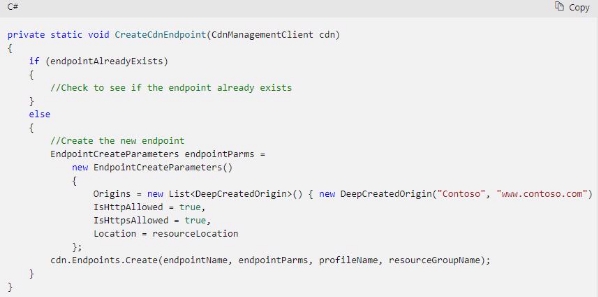 C#
Copy
private static void CreateCdnEndpoint(CdnManagementClient cdn)
{
    if (endpointAlreadyExists)
    {
        //Check to see if the endpoint already exists
    }
    else
    {
        //Create the new endpoint
        EndpointCreateParameters endpointParms =
            new EndpointCreateParameters()
            {
                Origins = new List<DeepCreatedOrigin>() { new DeepCreatedOrigin("Contoso", "www.contoso.com")
                IsHttpAllowed = true,
                IsHttpsAllowed = true,
                Location = resourceLocation
            };
        cdn.Endpoints.Create(endpointName, endpointParms, profileName, resourceGroupName);
    }
}